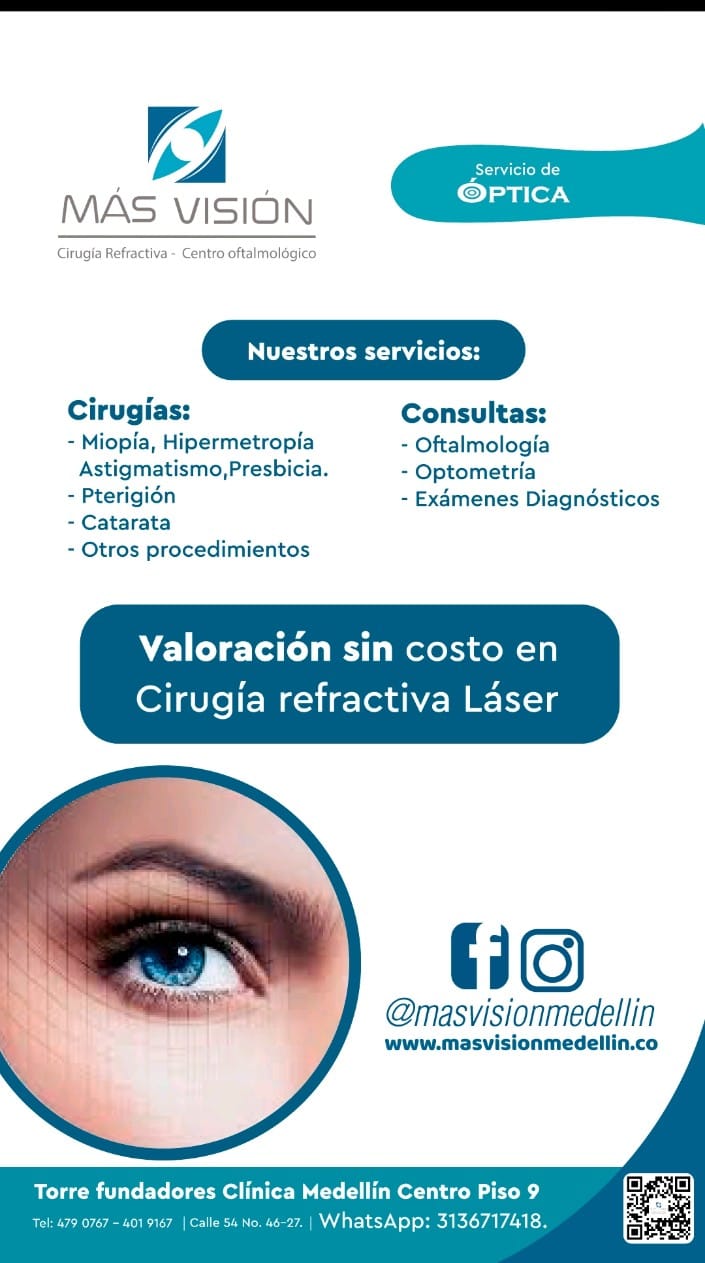 MÁS VISIÓN
Cirugía Refractiva - Centro oftalmológico
Servicio de
ÓPTICA
Nuestros servicios:
Cirugías:
- Miopía, Hipermetropía
Astigmatismo,Presbicia.
- Pterigión
- Catarata
- Otros procedimientos
Consultas:
- Oftalmología
- Optometría
- Exámenes Diagnósticos
Valoración sin costo en
Cirugía refractiva Láser
@masvisionmedellin
www.masvisionmedellin.co
Torre fundadores Clínica Medellín Centro Piso 9
Tel: 479 0767 - 401 9167 | Calle 54 No. 46-27. | WhatsApp: 3136717418.